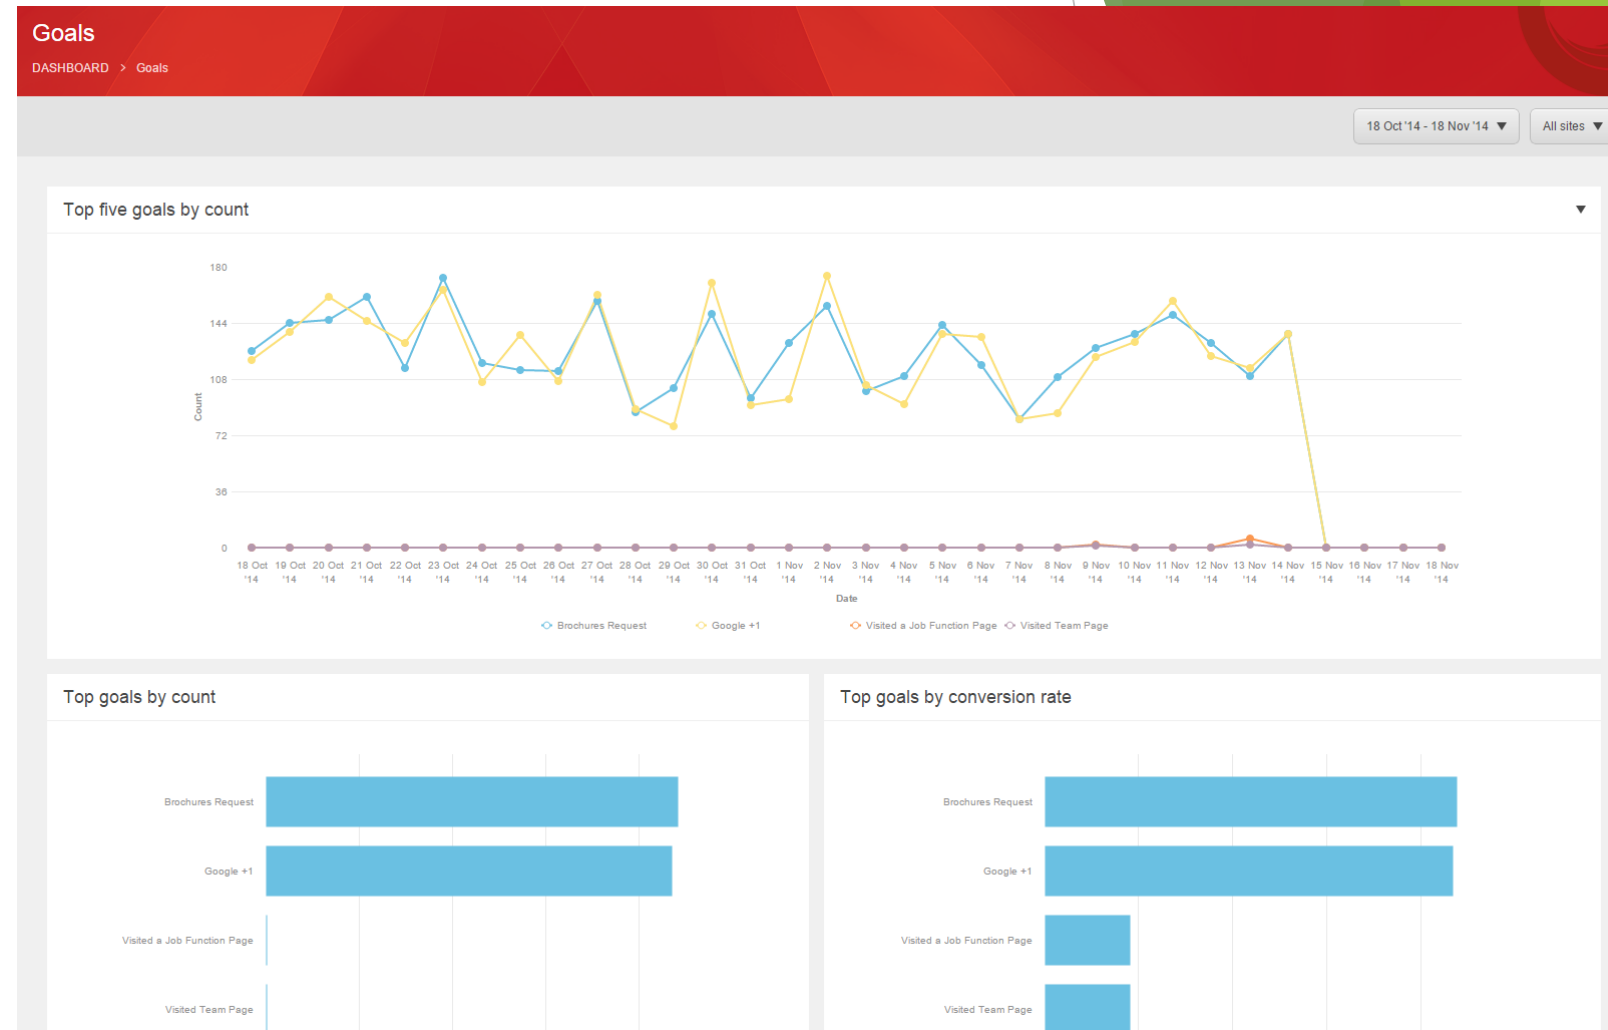 Goals
DASHBOARD > Goals
18 Oct '14 - 18 Nov '14 ▼
All sites ▼
Top five goals by count
180
144
108
72
36
0
Count
18 Oct '14
19 Oct '14
20 Oct '14
21 Oct '14
22 Oct '14
23 Oct '14
24 Oct '14
25 Oct '14
26 Oct '14
27 Oct '14
28 Oct '14
29 Oct '14
30 Oct '14
31 Oct '14
1 Nov '14
2 Nov '14
3 Nov '14
4 Nov '14
5 Nov '14
6 Nov '14
7 Nov '14
8 Nov '14
9 Nov '14
10 Nov '14
11 Nov '14
12 Nov '14
13 Nov '14
14 Nov '14
15 Nov '14
16 Nov '14
17 Nov '14
18 Nov '14
Date
Brochures Request
Google +1
Visited a Job Function Page
Visited Team Page
Top goals by count
Brochures Request
Google +1
Visited a Job Function Page
Visited Team Page
Top goals by conversion rate
Brochures Request
Google +1
Visited a Job Function Page
Visited Team Page